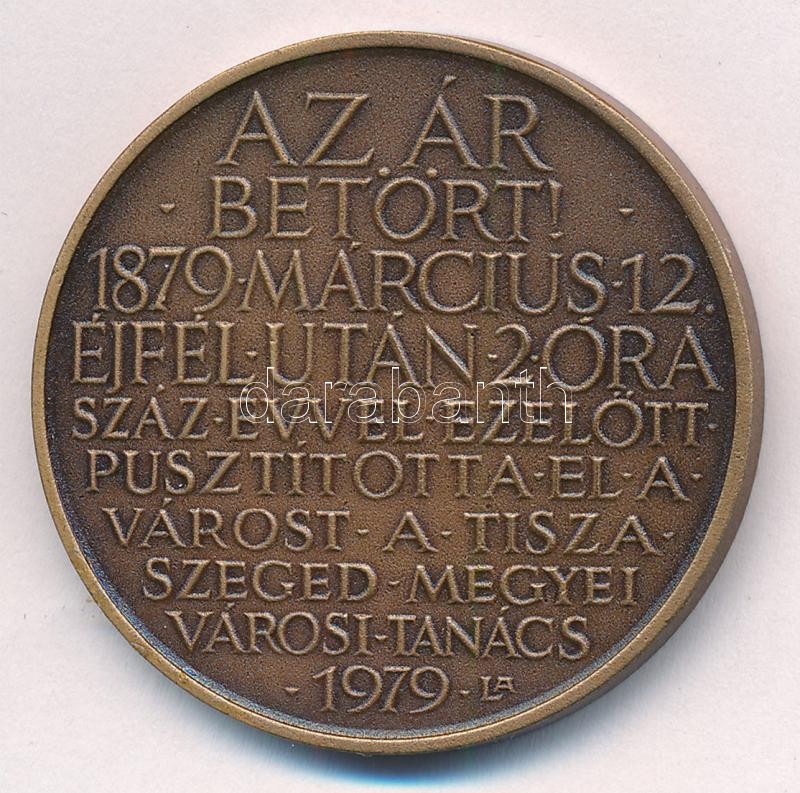 AZ ÁR
· BETÖRT! ·
1879·MÁRCIUS·12.
ÉJFÉL·UTÁN·2·ÓRA
SZÁZ·ÉVVEL·EZELŐTT·
PUSZTÍTOTTA·EL·A·
VÁROST·A·TISZA·
SZEGED·MEGYEI
VÁROSI·TANÁCS
·1979· LA
darabanth